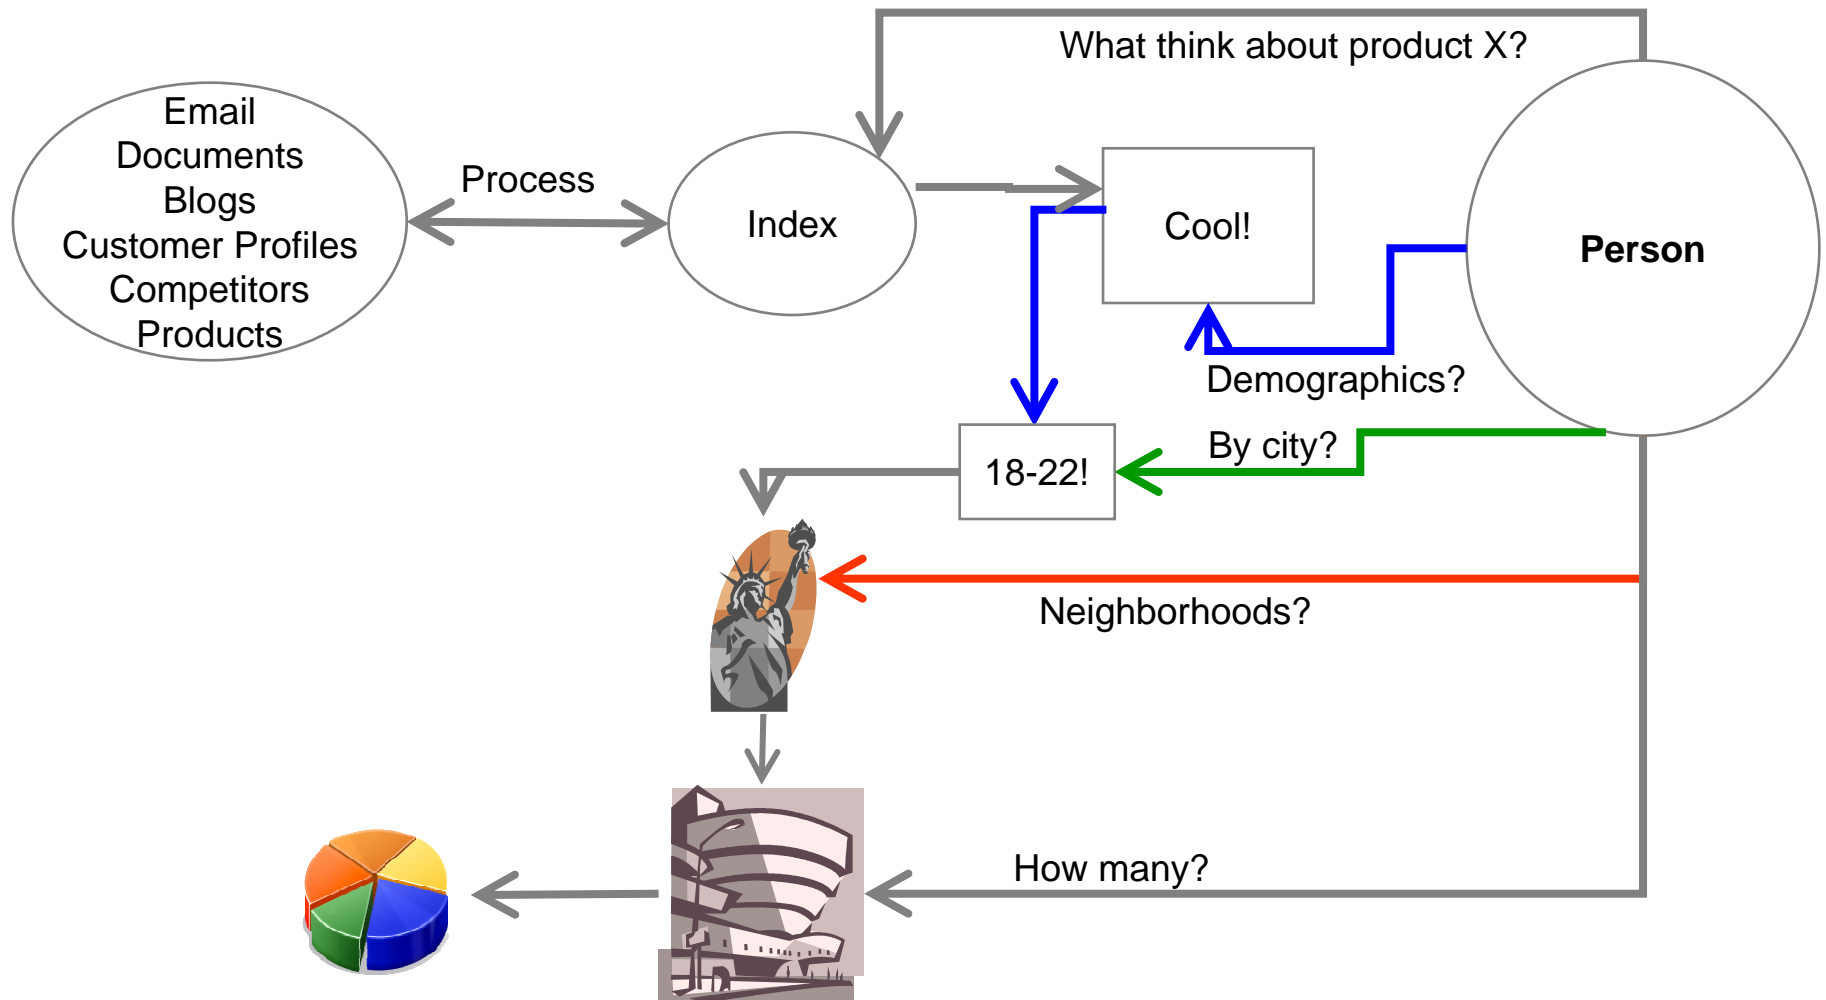 What think about product X?
Email
Documents
Blogs
Customer Profiles
Competitors
Products
Process
Index
Cool!
Person
Demographics?
By city?
18-22!
Neighborhoods?
How many?